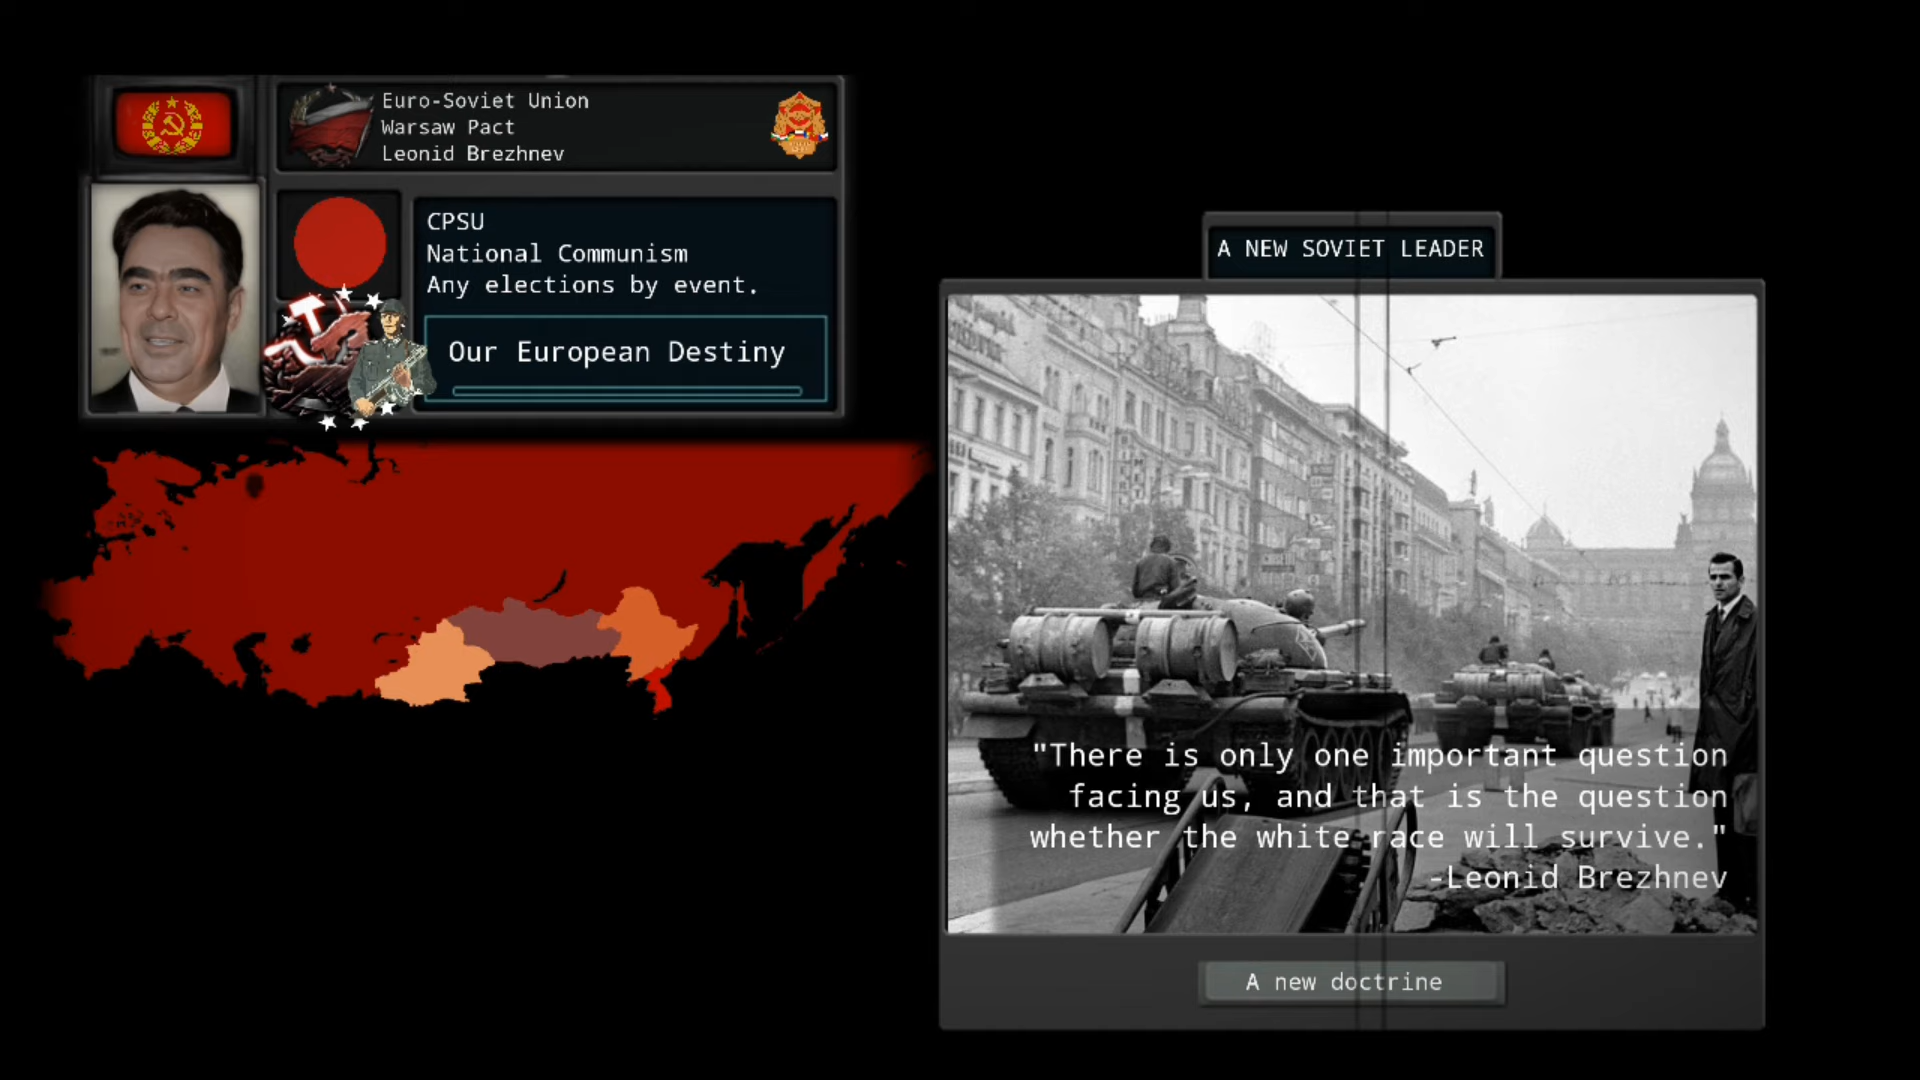 Euro-Soviet Union
Warsaw Pact
Leonid Brezhnev
CPSU
National Communism
Any elections by event.
Our European Destiny
A NEW SOVIET LEADER
"There is only one important question
facing us, and that is the question
whether the white race will survive."
-Leonid Brezhnev
A new doctrine